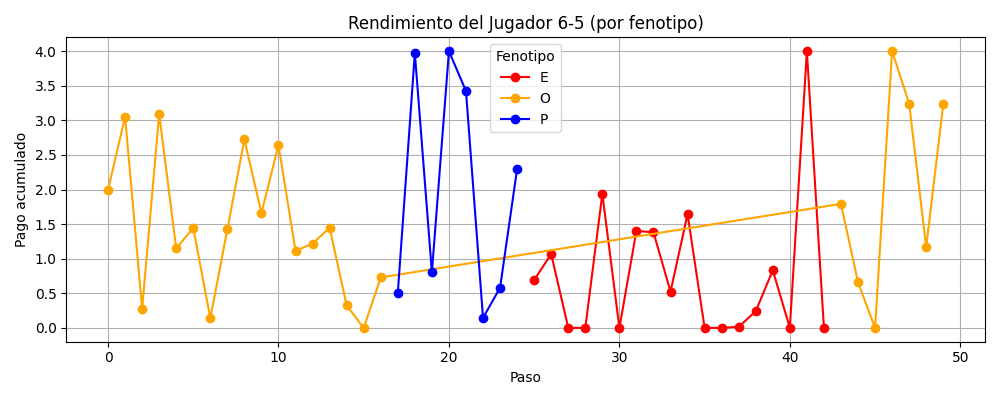 Rendimiento del Jugador 6-5 (por fenotipo)
Pago acumulado
4.0
3.5
3.0
2.5
2.0
1.5
1.0
0.5
0.0
Fenotipo
E
O
P
0 10 20 30 40 50
Paso